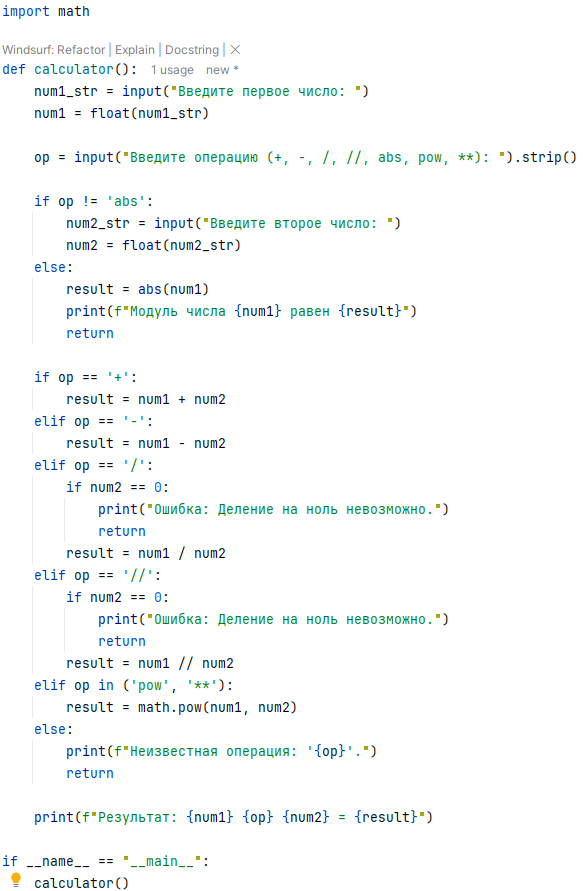 import math
Windsurf: Refactor | Explain | Docstring | ×
def calculator():   1 usage   new *
    num1_str = input("Введите первое число: ")
    num1 = float(num1_str)

    op = input("Введите операцию (+, -, /, //, abs, pow, **): ").strip()

    if op != 'abs':
        num2_str = input("Введите второе число: ")
        num2 = float(num2_str)
    else:
        result = abs(num1)
        print(f"Модуль числа {num1} равен {result}")
        return

    if op == '+':
        result = num1 + num2
    elif op == '-':
        result = num1 - num2
    elif op == '/':
        if num2 == 0:
            print("Ошибка: Деление на ноль невозможно.")
            return
        result = num1 / num2
    elif op == '//':
        if num2 == 0:
            print("Ошибка: Деление на ноль невозможно.")
            return
        result = num1 // num2
    elif op in ('pow', '**'):
        result = math.pow(num1, num2)
    else:
        print(f"Неизвестная операция: '{op}'.")
        return

    print(f"Результат: {num1} {op} {num2} = {result}")

if __name__ == "__main__":
    calculator()